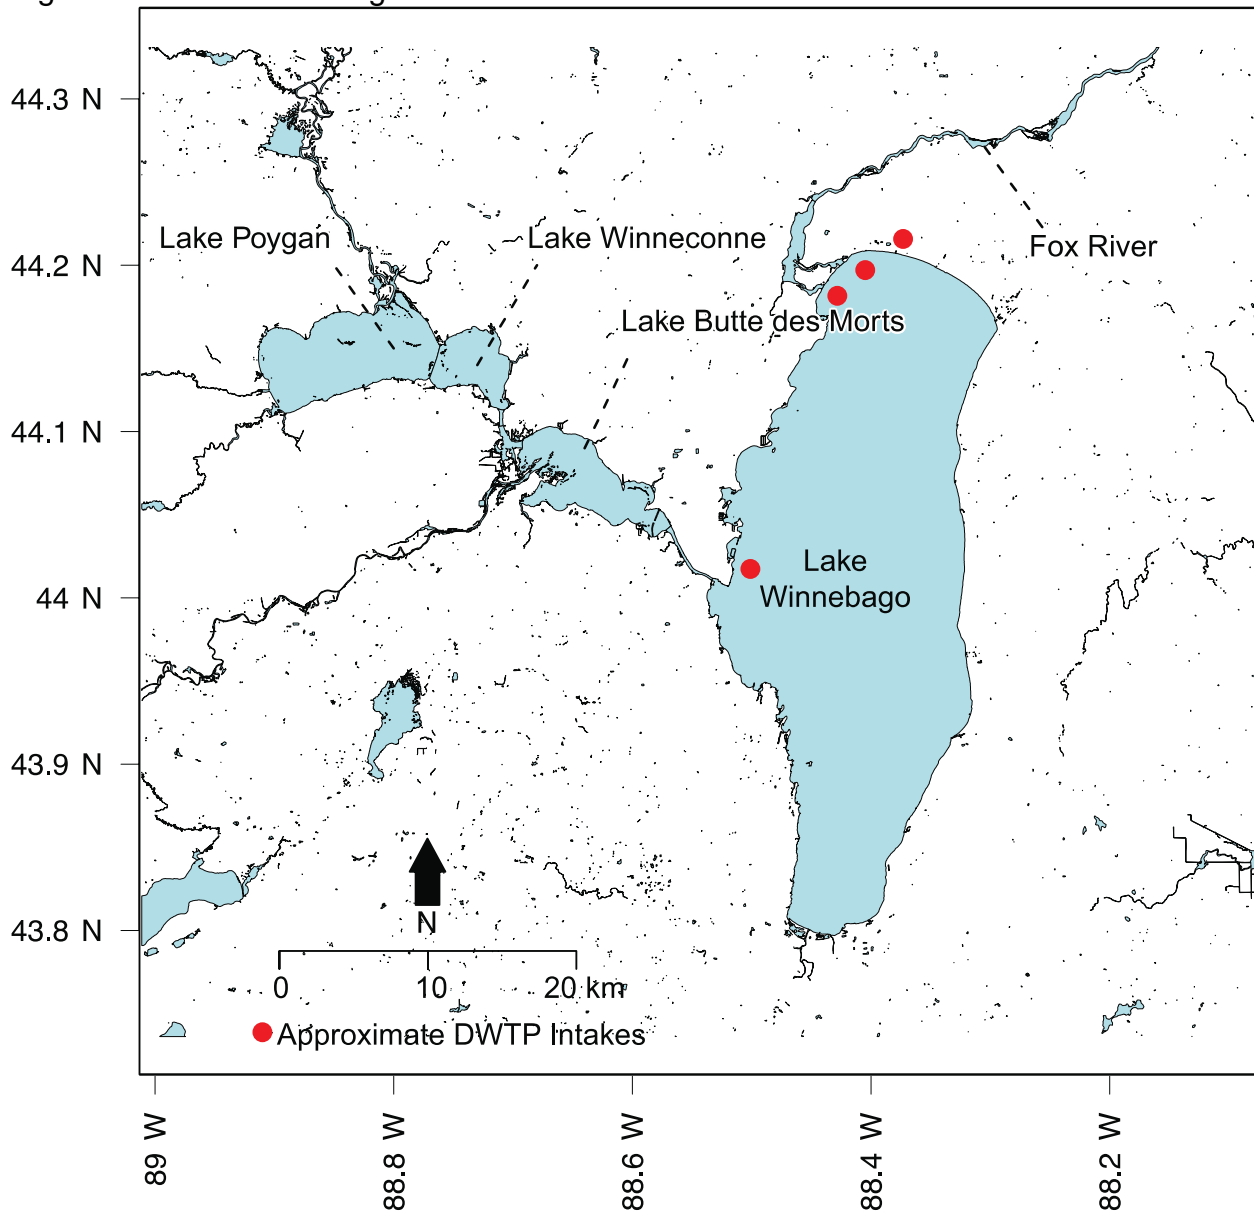 44.3 N
Lake Poygan
Lake Winneconne
Fox River
44.2 N
Lake Butte des Morts
44.1 N
Lake
Winnebago
44 N
43.9 N
N
43.8 N
0 10 20 km
Approximate DWTP Intakes
89 W
88.8 W
88.6 W
88.4 W
88.2 W